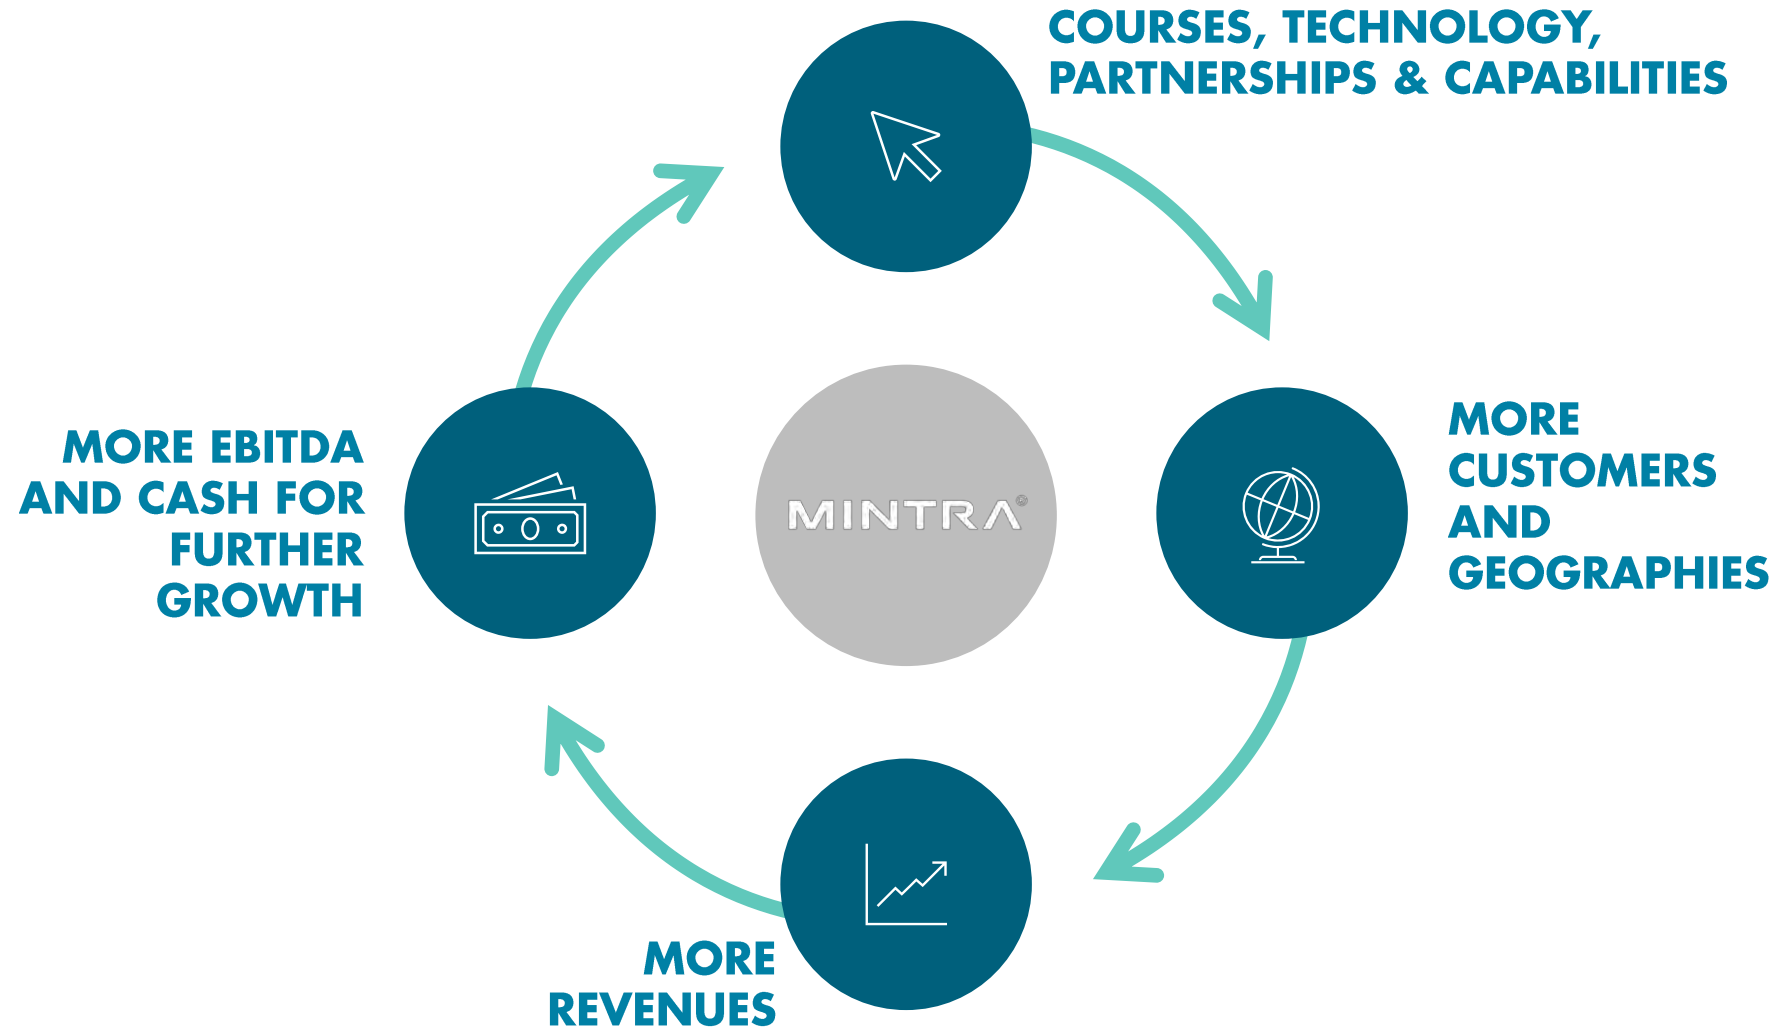 COURSES, TECHNOLOGY,
PARTNERSHIPS & CAPABILITIES
MORE
CUSTOMERS
AND
GEOGRAPHIES
MORE
REVENUES
MORE EBITDA
AND CASH FOR
FURTHER
GROWTH
MINTRA®